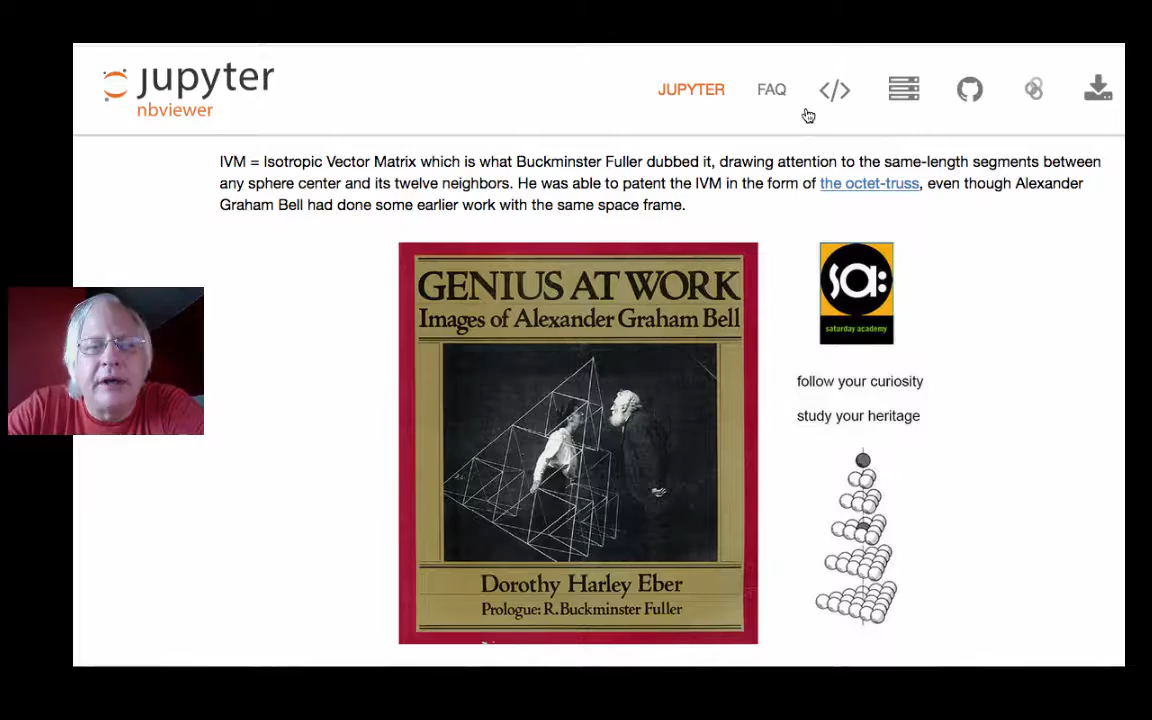 jupyter
nbviewer
JUPYTER FAQ
IVM = Isotropic Vector Matrix which is what Buckminster Fuller dubbed it, drawing attention to the same-length segments between
any sphere center and its twelve neighbors. He was able to patent the IVM in the form of the octet-truss, even though Alexander
Graham Bell had done some earlier work with the same space frame.
GENIUS AT WORK
Images of Alexander Graham Bell
Dorothy Harley Eber
Prologue: R. Buckminster Fuller
sa:
saturday academy
follow your curiosity
study your heritage